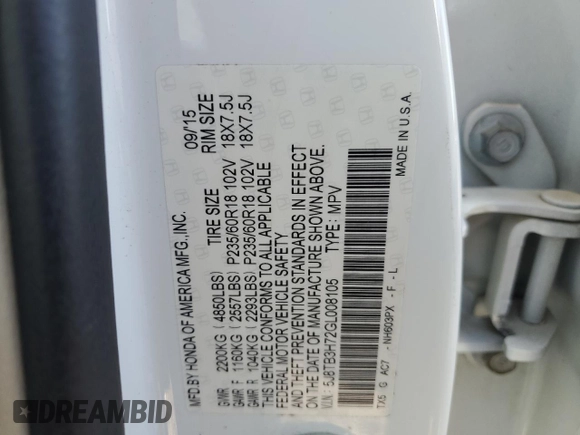 MFD.BY HONDA OF AMERICA MFG.,INC. 09/'15
TIRE SIZE RIM SIZE
GVWR 2200KG (4850LBS)
GAWR F 1160KG (2557LBS) P235/60R18 102V 18X7.5J
GAWR R 1040KG (2293LBS) P235/60R18 102V 18X7.5J
THIS VEHICLE CONFORMS TO ALL APPLICABLE
FEDERAL MOTOR VEHICLE SAFETY
AND THEFT PREVENTION STANDARDS IN EFFECT
ON THE DATE OF MANUFACTURE SHOWN ABOVE.
V.I.N.: 5J8TB3H72GL008105 TYPE: MPV
TX5 G AC7 - NH603PX - F - L MADE IN U.S.A.
FREE AUTO HISTORY